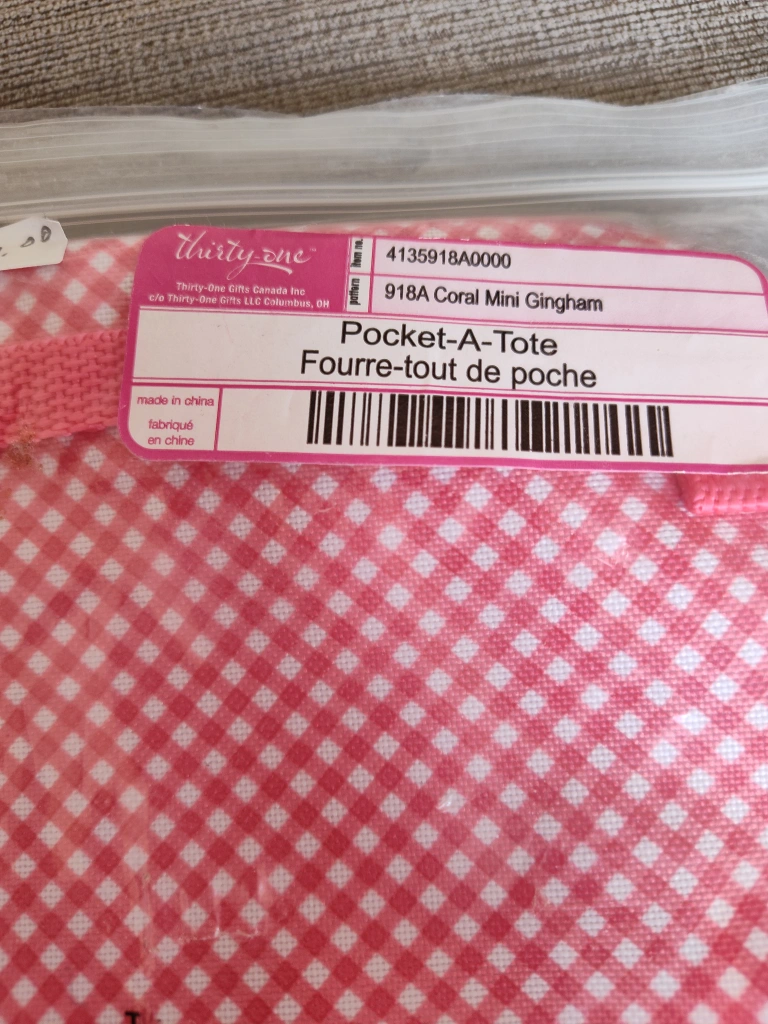 thirty-one™
Thirty-One Gifts Canada Inc
c/o Thirty-One Gifts LLC Columbus, OH
item no.
4135918A0000
pattern
918A Coral Mini Gingham
Pocket-A-Tote
Fourre-tout de poche
made in china
fabriqué
en chine